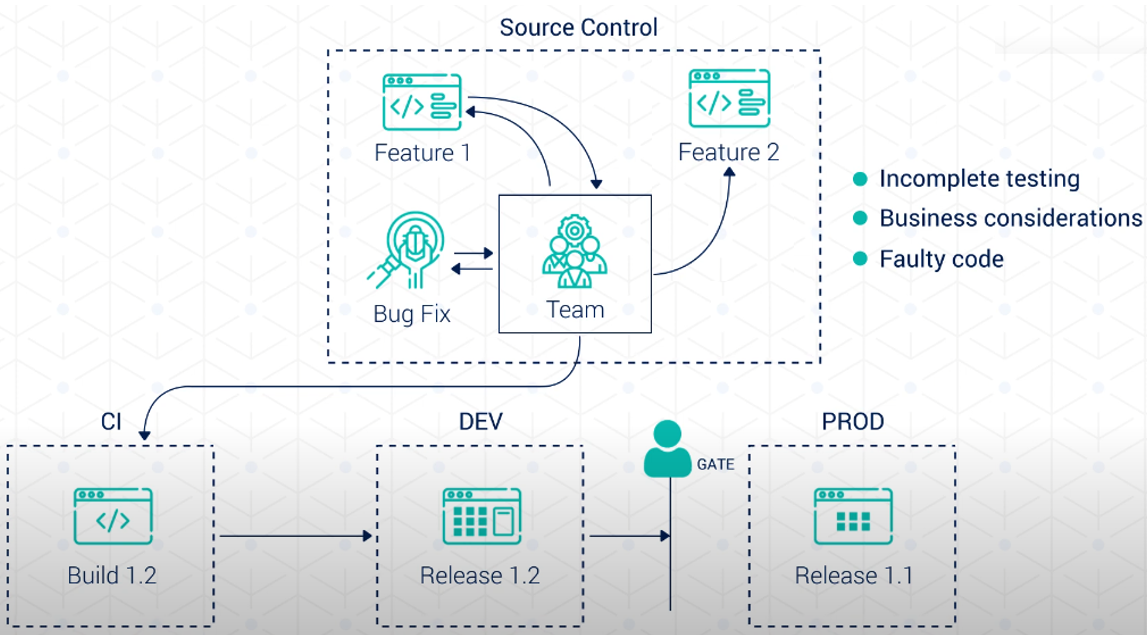 Source Control
Feature 1
Feature 2
Incomplete testing
Business considerations
Faulty code
Bug Fix
Team
CI
DEV
PROD
GATE
Build 1.2
Release 1.2
Release 1.1